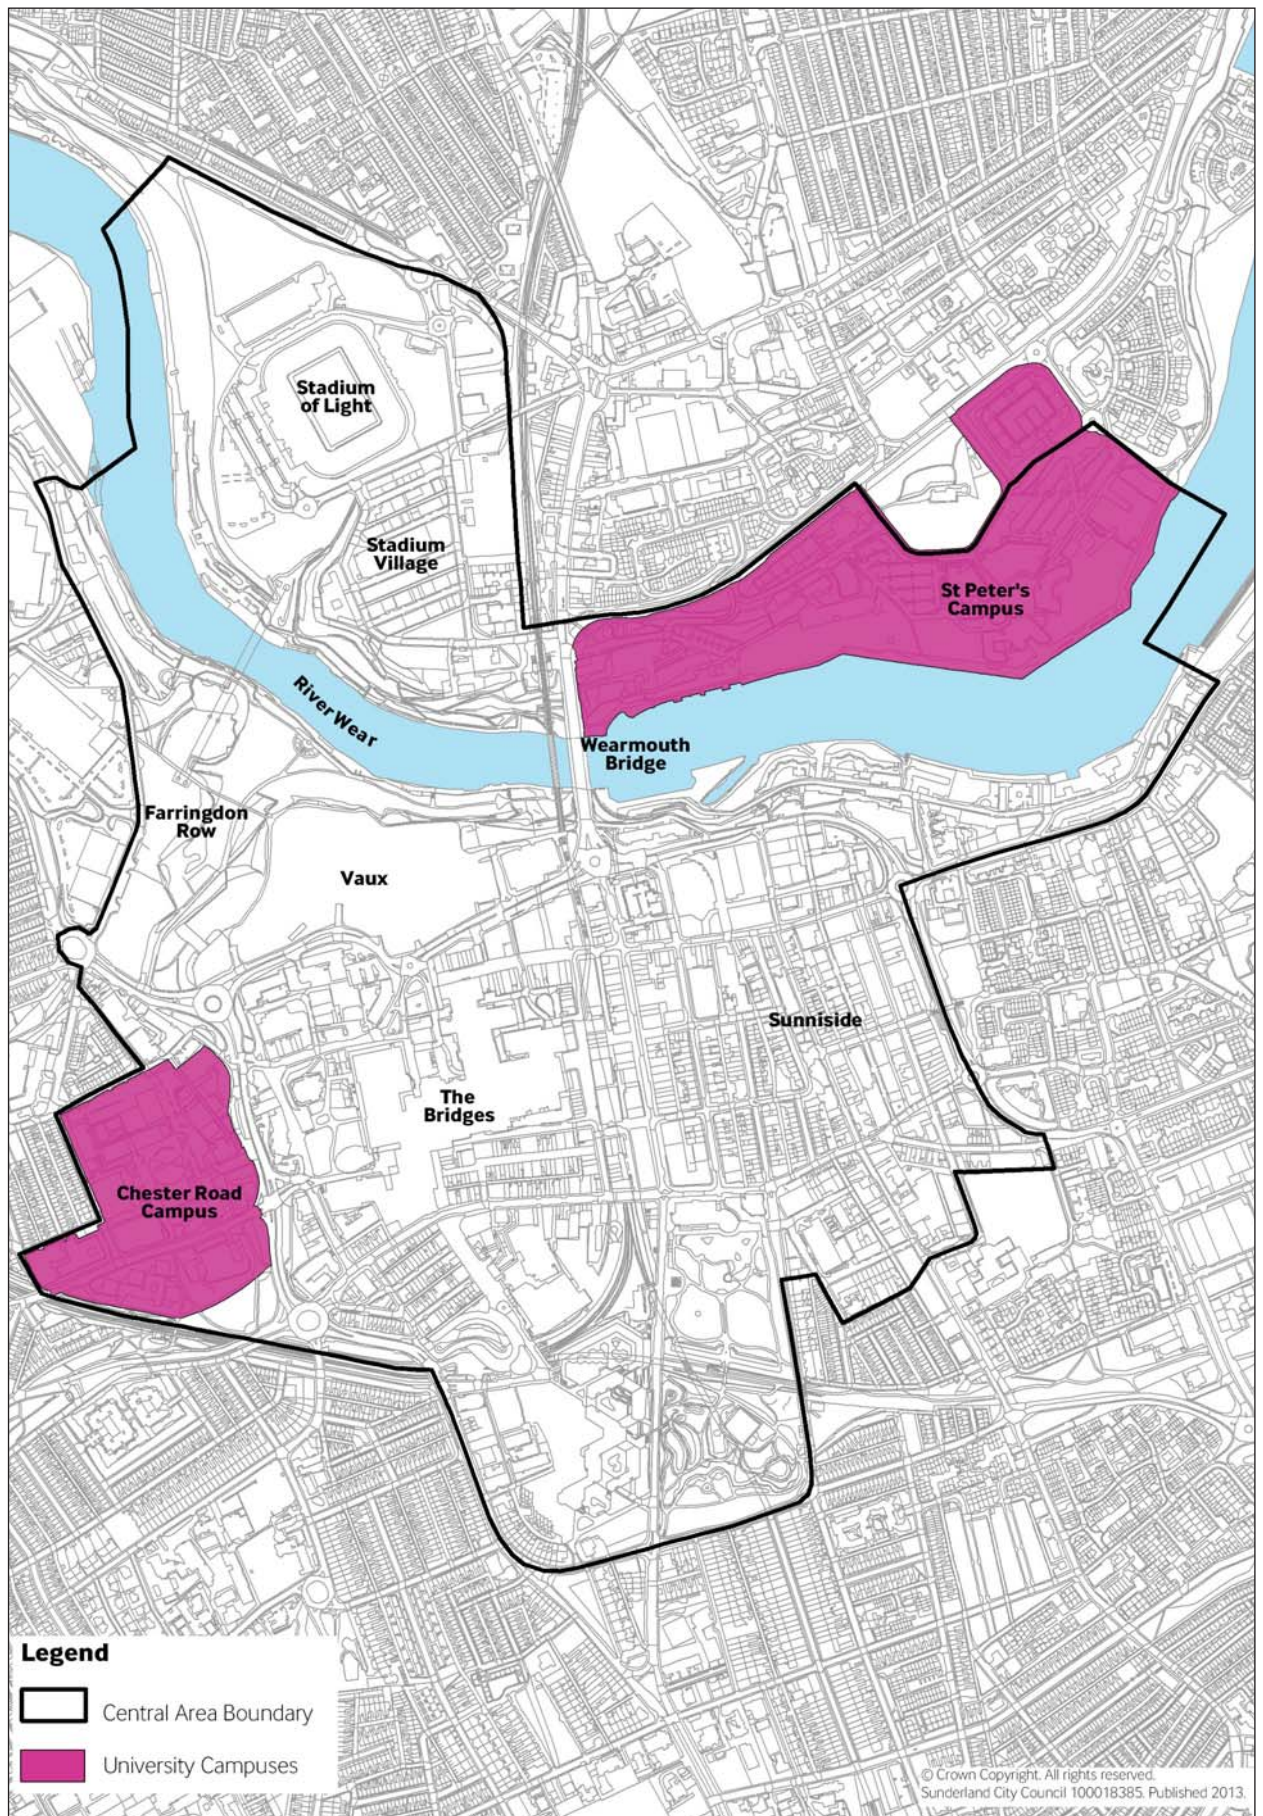 Stadium
of Light
Stadium
Village
St Peter's
Campus
River Wear
Wearmouth
Bridge
Farringdon
Row
Vaux
Sunniside
The
Bridges
Chester Road
Campus
Legend
Central Area Boundary
University Campuses
© Crown Copyright. All rights reserved.
Sunderland City Council 100018385. Published 2013.